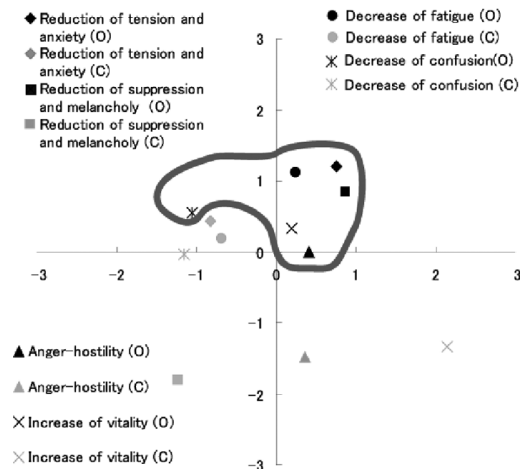 Reduction of tension and
anxiety (O)
Reduction of tension and
anxiety (C)
Reduction of suppression
and melancholy (O)
Reduction of suppression
and melancholy (C)
Decrease of fatigue (O)
Decrease of fatigue (C)
Decrease of confusion(O)
Decrease of confusion (C)
3
2
1
0
-3
-2
-1
0
1
2
3
-1
-2
-3
Anger-hostility (O)
Anger-hostility (C)
Increase of vitality (O)
Increase of vitality (C)